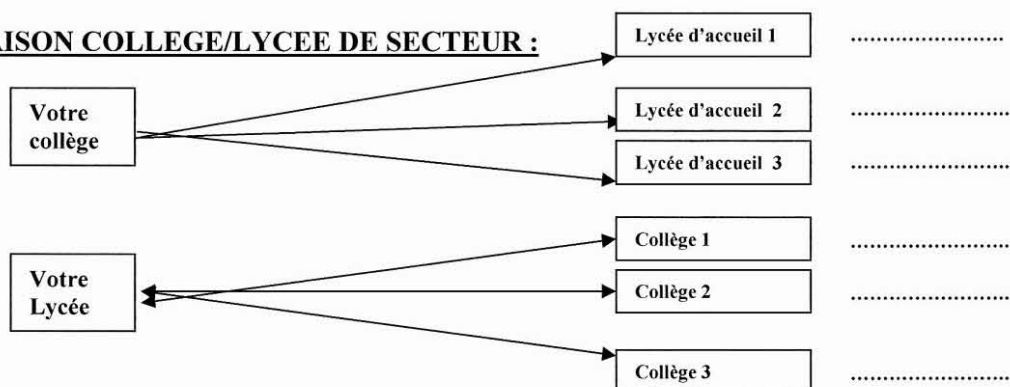 AISON COLLEGE/LYCEE DE SECTEUR :
Lycée d'accueil 1 ........................
Votre
collège
Lycée d'accueil 2 .........................
Lycée d'accueil 3 .........................
Collège 1 .........................
Votre
Lycée
Collège 2 .........................
Collège 3 .........................